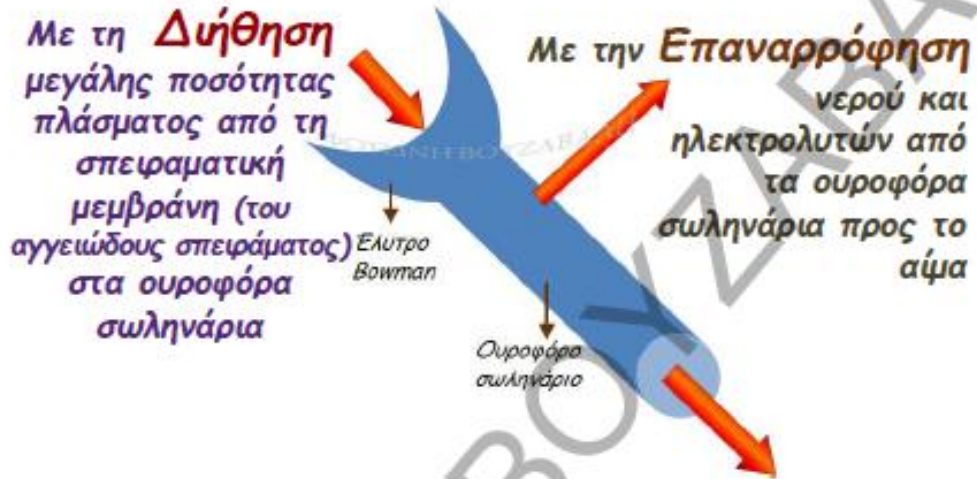 Με τη Διήθηση
μεγάλης ποσότητας
πλάσματος από τη
σπειραματική
μεμβράνη (του
αγγειώδους σπειράματος)
στα ουροφόρα
σωληνάρια
Με την Επαναρρόφηση
νερού και
ηλεκτρολυτών από
τα ουροφόρα
σωληνάρια προς το
αίμα
Έλυτρο
Bowman
Ουροφόρο
σωληνάριο
ΒΟΥΖΑΒΑ